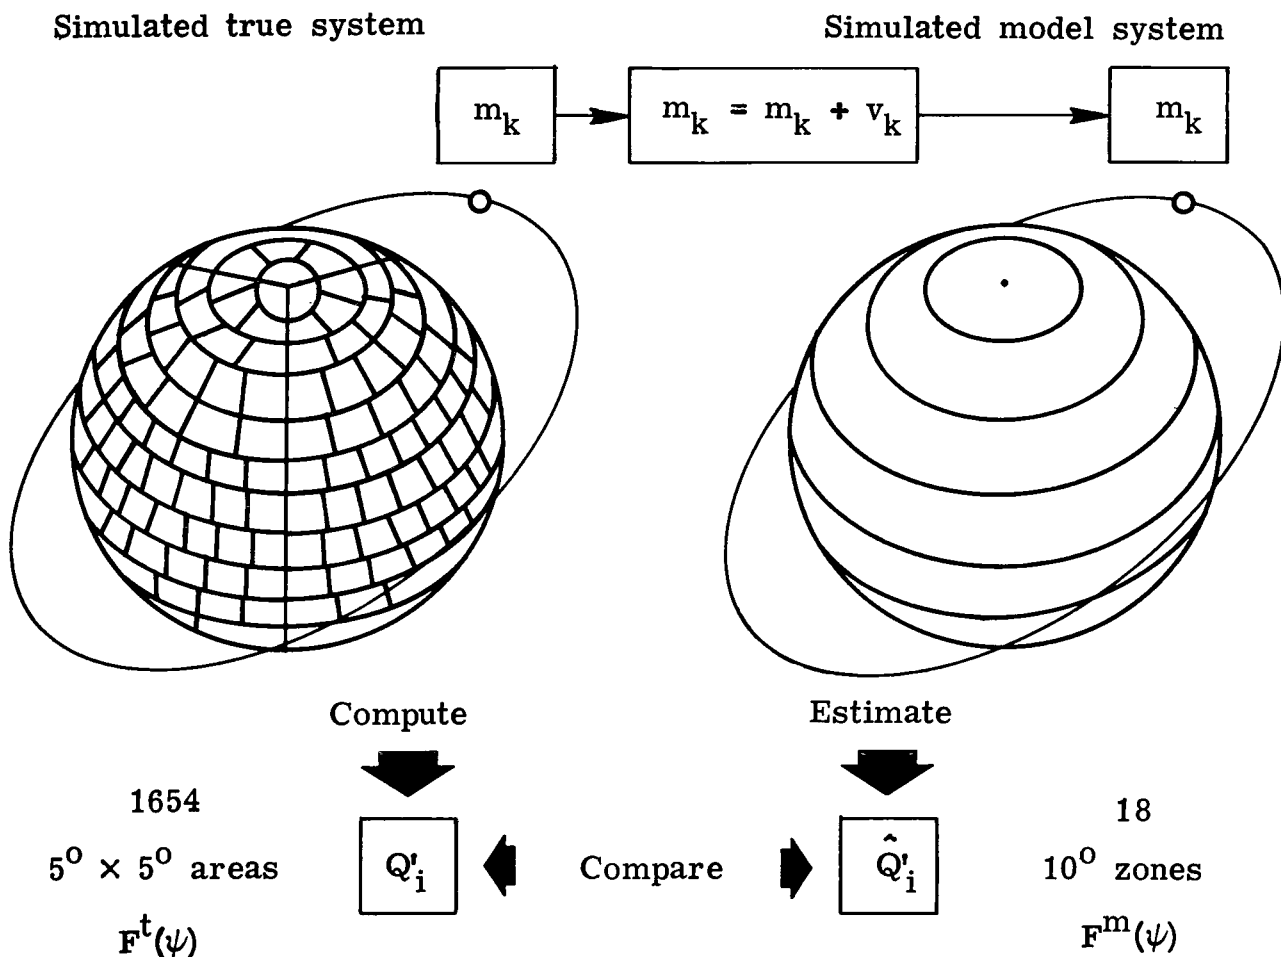 Simulated true system
Simulated model system
m_k
m_k = m_k + v_k
m_k
Compute
Estimate
1654
5° × 5° areas
F^t(ψ)
Q'_i
Compare
Q̂'_i
18
10° zones
F^m(ψ)